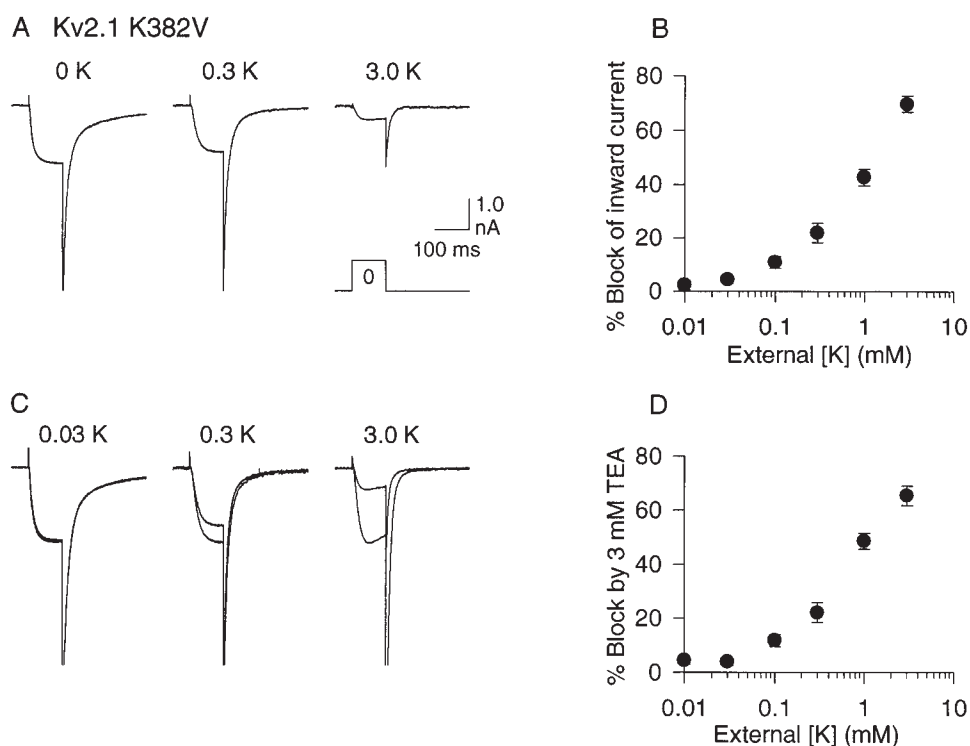 A Kv2.1 K382V
0 K
0.3 K
3.0 K
1.0
nA
100 ms
0
B
% Block of inward current
80
60
40
20
0
0.01
0.1
1
10
External [K] (mM)
C
0.03 K
0.3 K
3.0 K
D
% Block by 3 mM TEA
80
60
40
20
0
0.01
0.1
1
10
External [K] (mM)